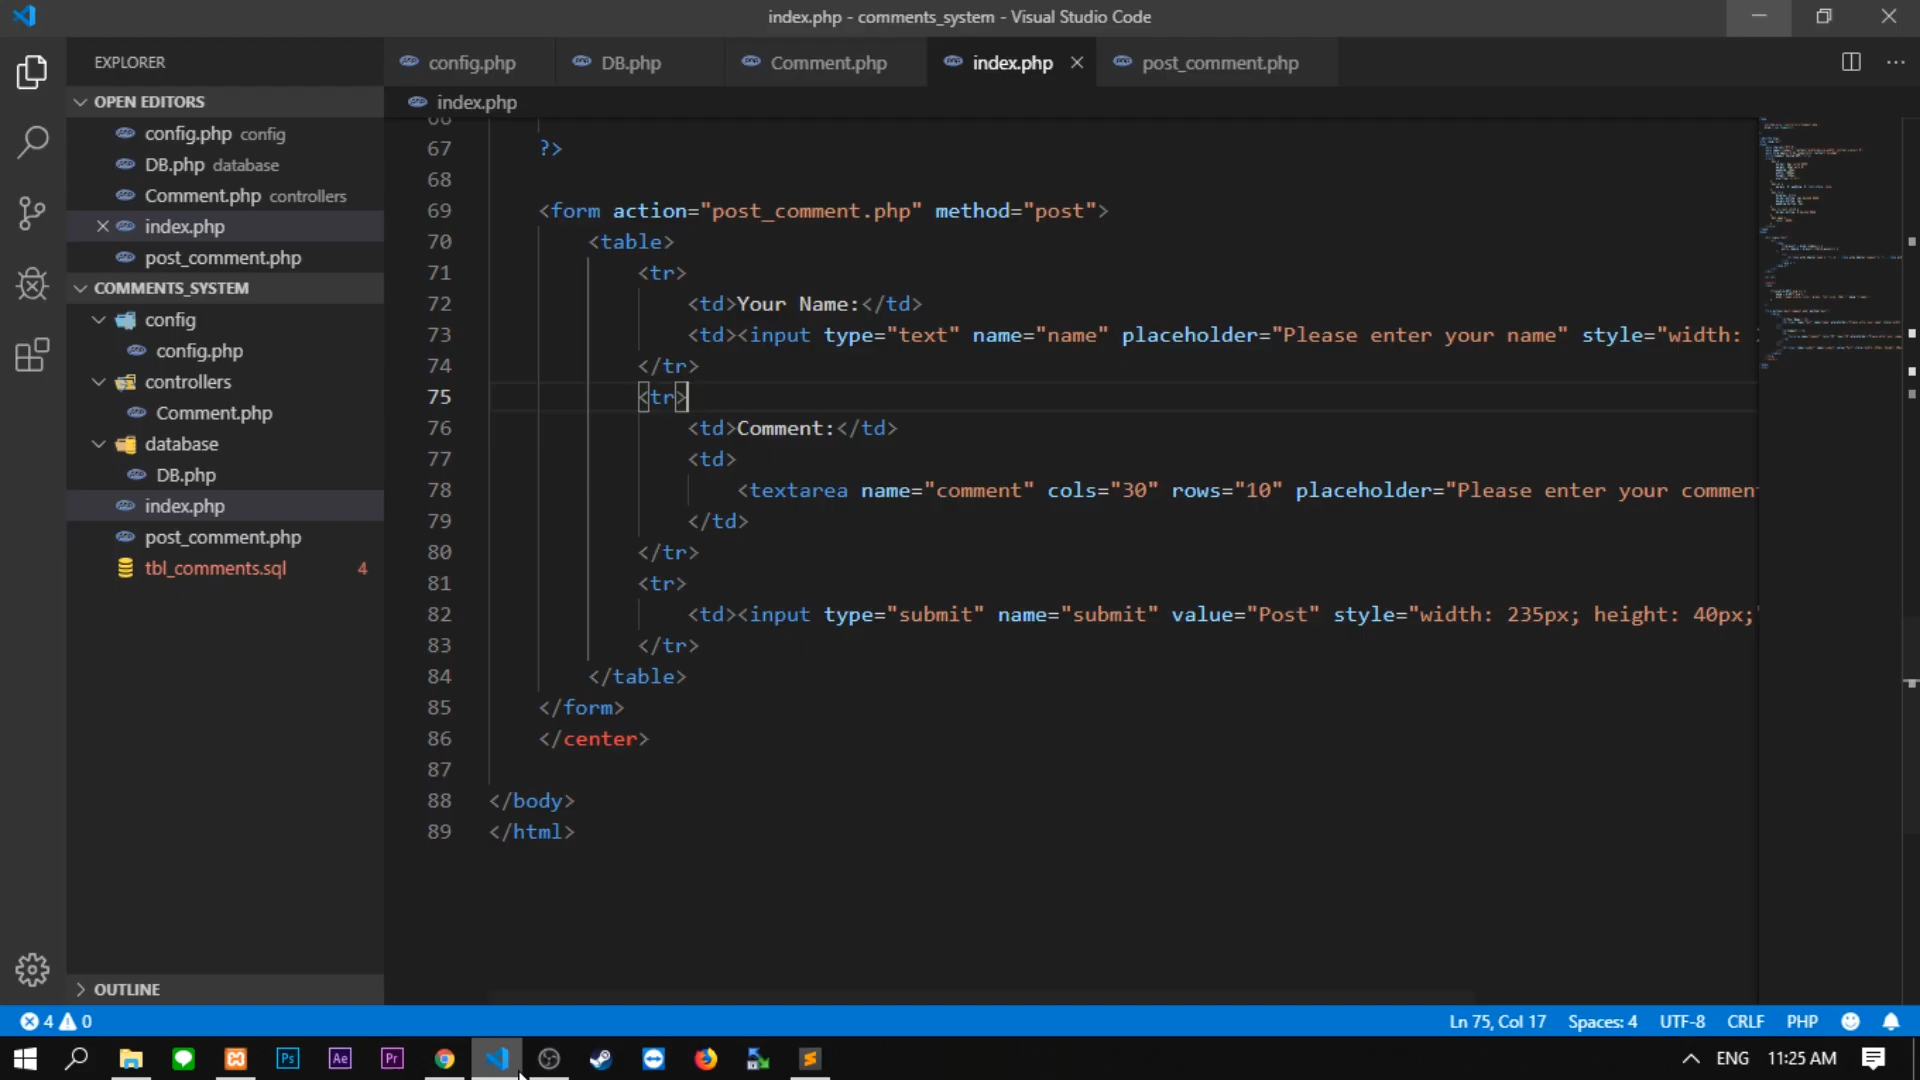 index.php - comments_system - Visual Studio Code
EXPLORER
OPEN EDITORS
config.php config
DB.php database
Comment.php controllers
index.php
post_comment.php
COMMENTS_SYSTEM
config
config.php
controllers
Comment.php
database
DB.php
index.php
post_comment.php
tbl_comments.sql 4
OUTLINE
config.php DB.php Comment.php index.php post_comment.php
index.php
67 ?>
68
69 <form action="post_comment.php" method="post">
70 <table>
71 <tr>
72 <td>Your Name:</td>
73 <td><input type="text" name="name" placeholder="Please enter your name" style="width:
74 </tr>
75 <tr>
76 <td>Comment:</td>
77 <td>
78 <textarea name="comment" cols="30" rows="10" placeholder="Please enter your commen
79 </td>
80 </tr>
81 <tr>
82 <td><input type="submit" name="submit" value="Post" style="width: 235px; height: 40px;"
83 </tr>
84 </table>
85 </form>
86 </center>
87
88 </body>
89 </html>
4 0 Ln 75, Col 17 Spaces: 4 UTF-8 CRLF PHP
Ps Ae Pr ENG 11:25 AM